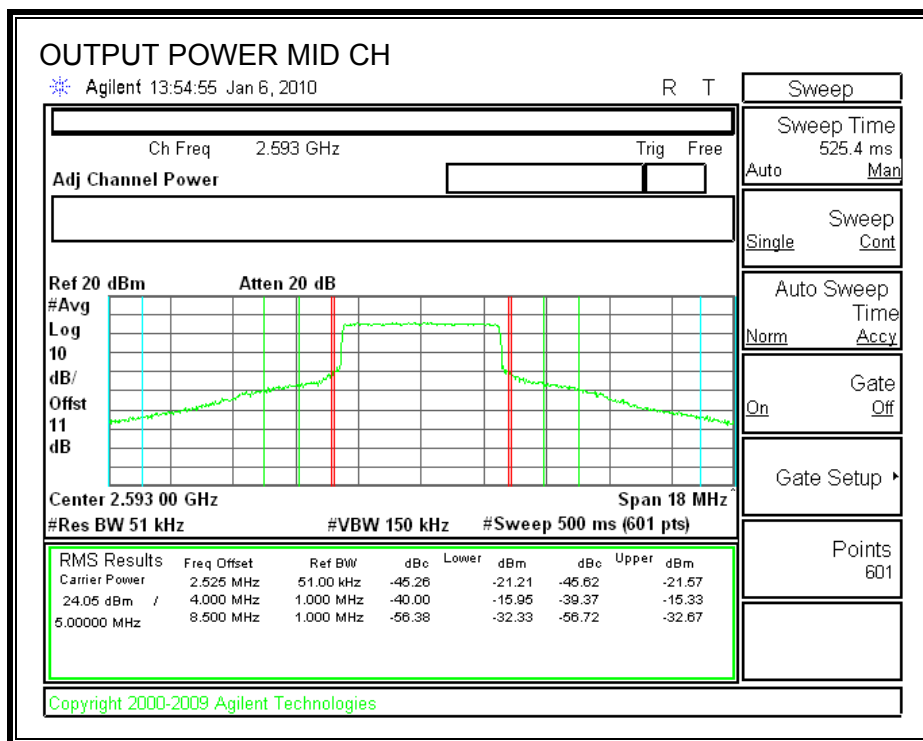 OUTPUT POWER MID CH
Agilent 13:54:55 Jan 6, 2010
R T
Ch Freq 2.593 GHz
Trig Free
Adj Channel Power
Ref 20 dBm
Atten 20 dB
#Avg
Log
10
dB/
Offst
11
dB
Center 2.593 00 GHz
Span 18 MHz^
#Res BW 51 kHz
#VBW 150 kHz
#Sweep 500 ms (601 pts)
RMS Results Freq Offset Ref BW dBc Lower dBm dBc Upper dBm
Carrier Power 2.525 MHz 51.00 kHz -45.26 -21.21 -45.62 -21.57
24.05 dBm / 4.000 MHz 1.000 MHz -40.00 -15.95 -39.37 -15.33
5.00000 MHz 8.500 MHz 1.000 MHz -56.38 -32.33 -56.72 -32.67
Copyright 2000-2009 Agilent Technologies
Sweep
Sweep Time
525.4 ms
Auto Man
Sweep
Single Cont
Auto Sweep
Time
Norm Accy
Gate
On Off
Gate Setup
Points
601